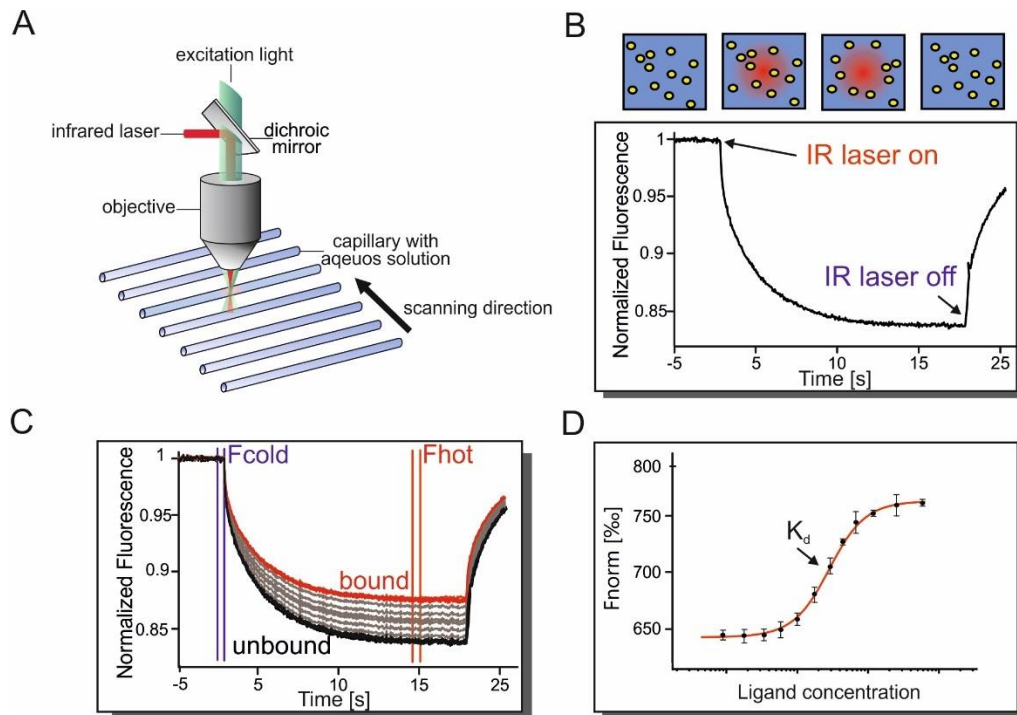 A
excitation light
infrared laser
dichroic
mirror
objective
capillary with
aqeuos solution
scanning direction
B
Normalized Fluorescence
1
0.95
0.9
0.85
IR laser on
IR laser off
-5
5
15
25
Time [s]
C
Normalized Fluorescence
1
0.95
0.9
0.85
Fcold
Fhot
bound
unbound
-5
5
10
15
25
Time [s]
D
Fnorm [‰]
800
750
700
650
Kd
Ligand concentration